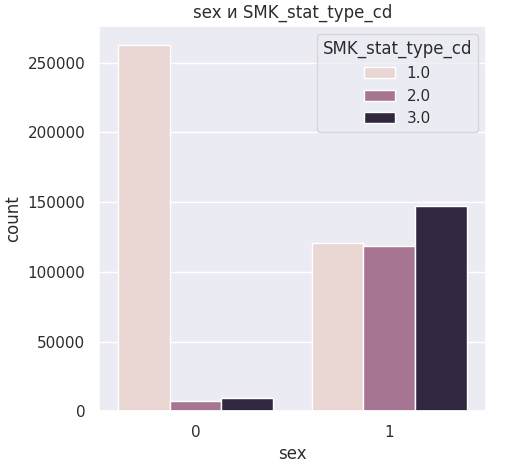 sex и SMK_stat_type_cd
SMK_stat_type_cd
1.0
2.0
3.0
250000
200000
150000
100000
50000
0
count
0 1
sex